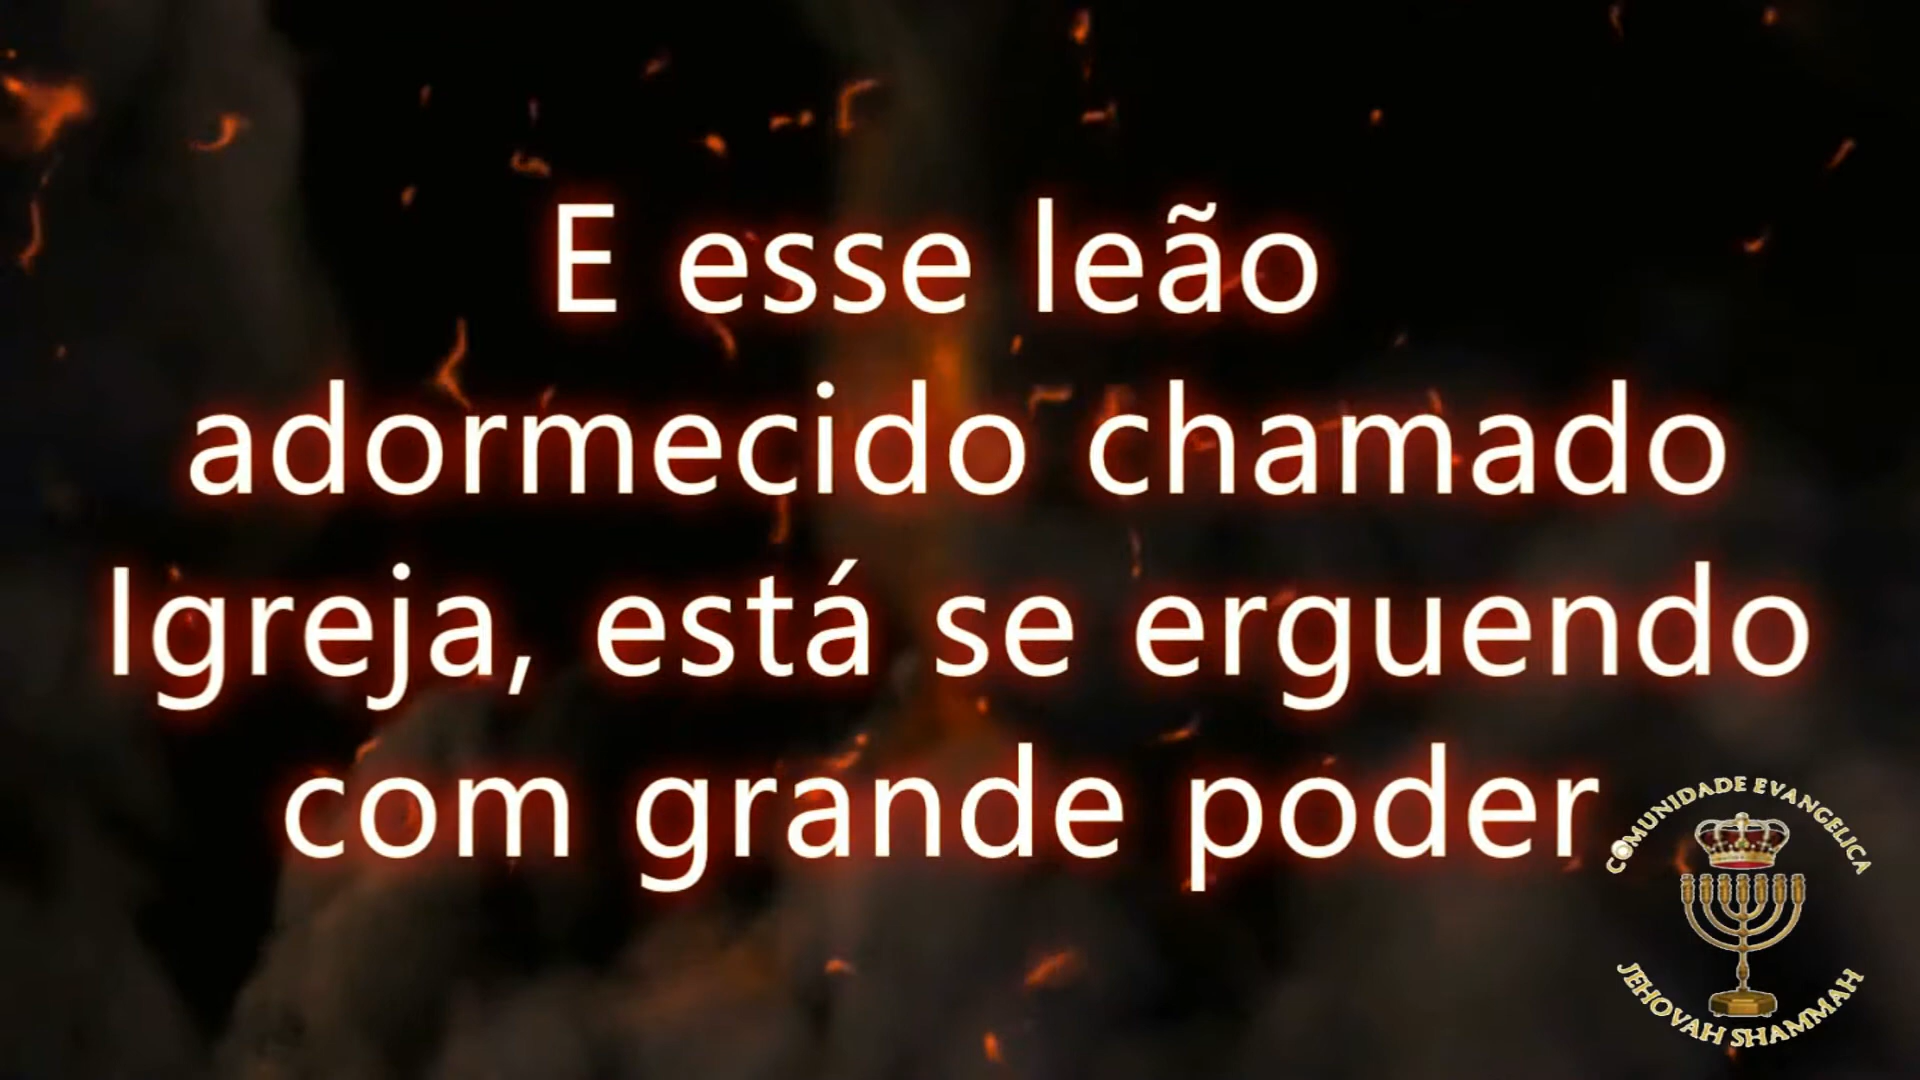 E esse leão
adormecido chamado
Igreja, está se erguendo
com grande poder
COMUNIDADE EVANGELICA
JEHOVAH SHAMMAH